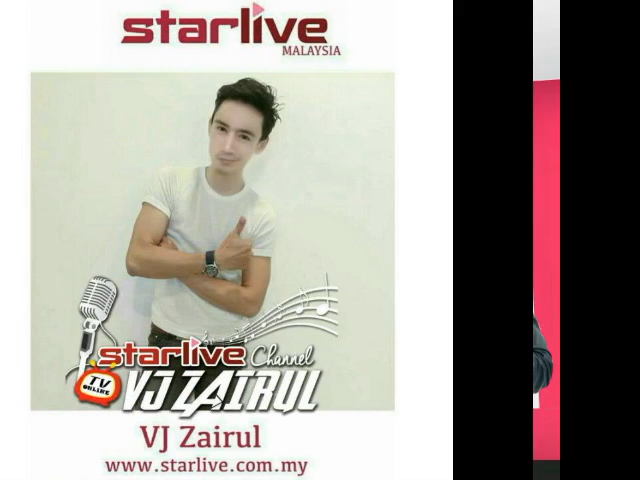 starlive
MALAYSIA
starlive Channel
TV
ONLINE
VJ ZAIRUL
VJ Zairul
www.starlive.com.my